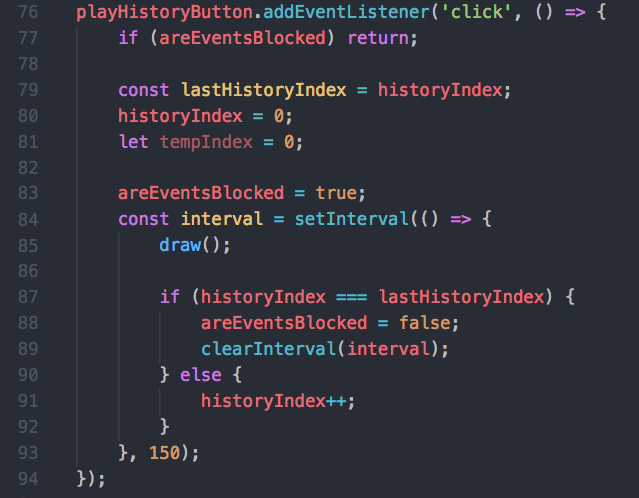 76 playHistoryButton.addEventListener('click', () => {
77     if (areEventsBlocked) return;
78
79     const lastHistoryIndex = historyIndex;
80     historyIndex = 0;
81     let tempIndex = 0;
82
83     areEventsBlocked = true;
84     const interval = setInterval(() => {
85         draw();
86
87         if (historyIndex === lastHistoryIndex) {
88             areEventsBlocked = false;
89             clearInterval(interval);
90         } else {
91             historyIndex++;
92         }
93     }, 150);
94 });